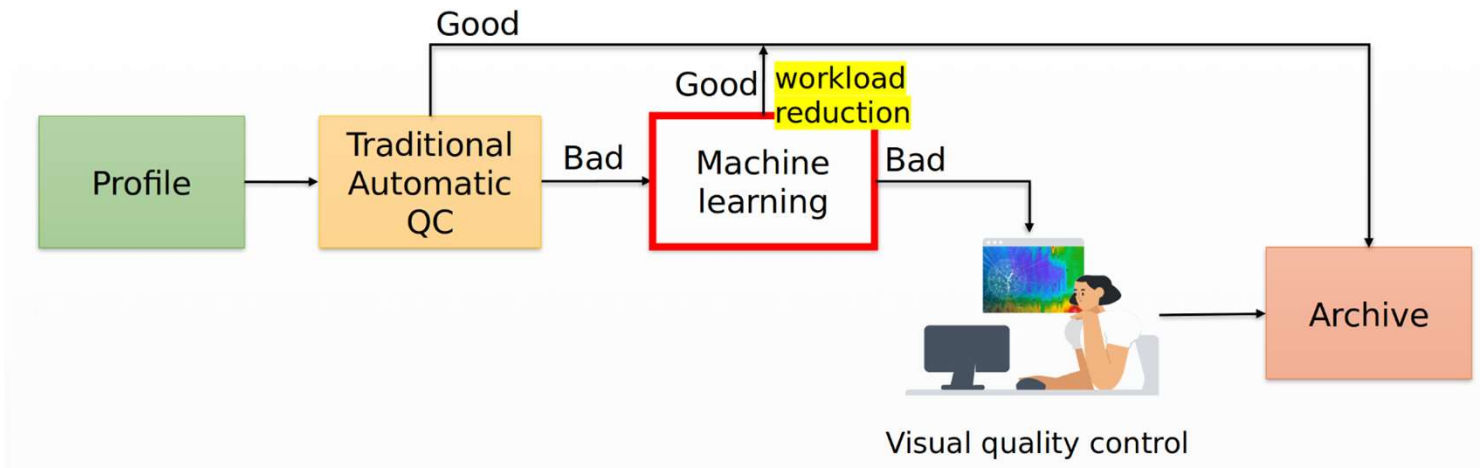 Good
Good
workload
reduction
Profile
Traditional
Automatic
QC
Bad
Machine
learning
Bad
Archive
Visual quality control